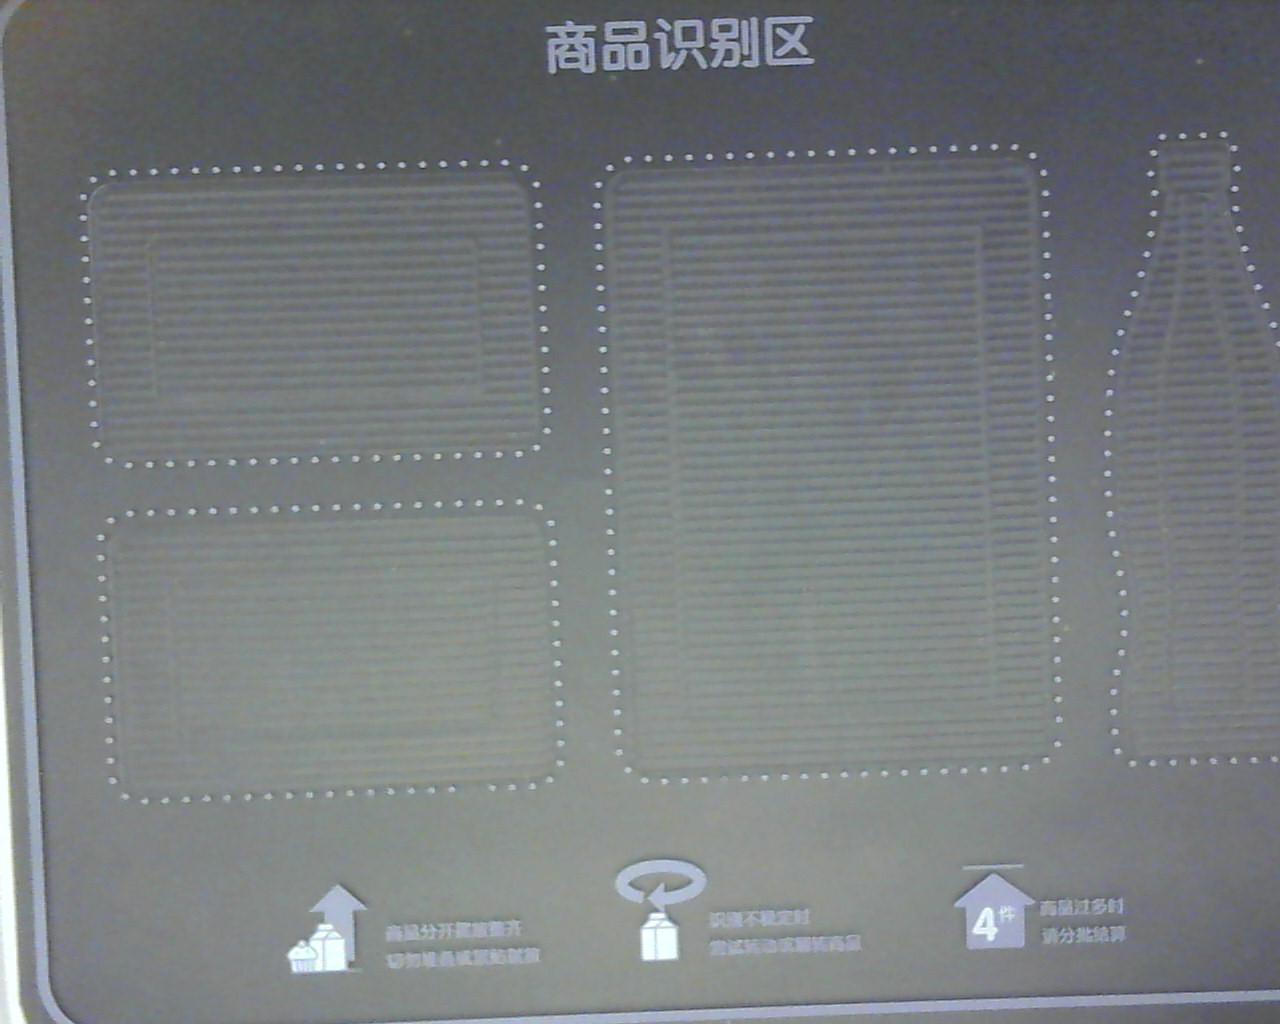 商品识别区
商品分开摆放整齐
切勿堆叠或紧贴放置
识别不稳定时
尝试转动或翻转商品
4件
商品过多时
请分批结算